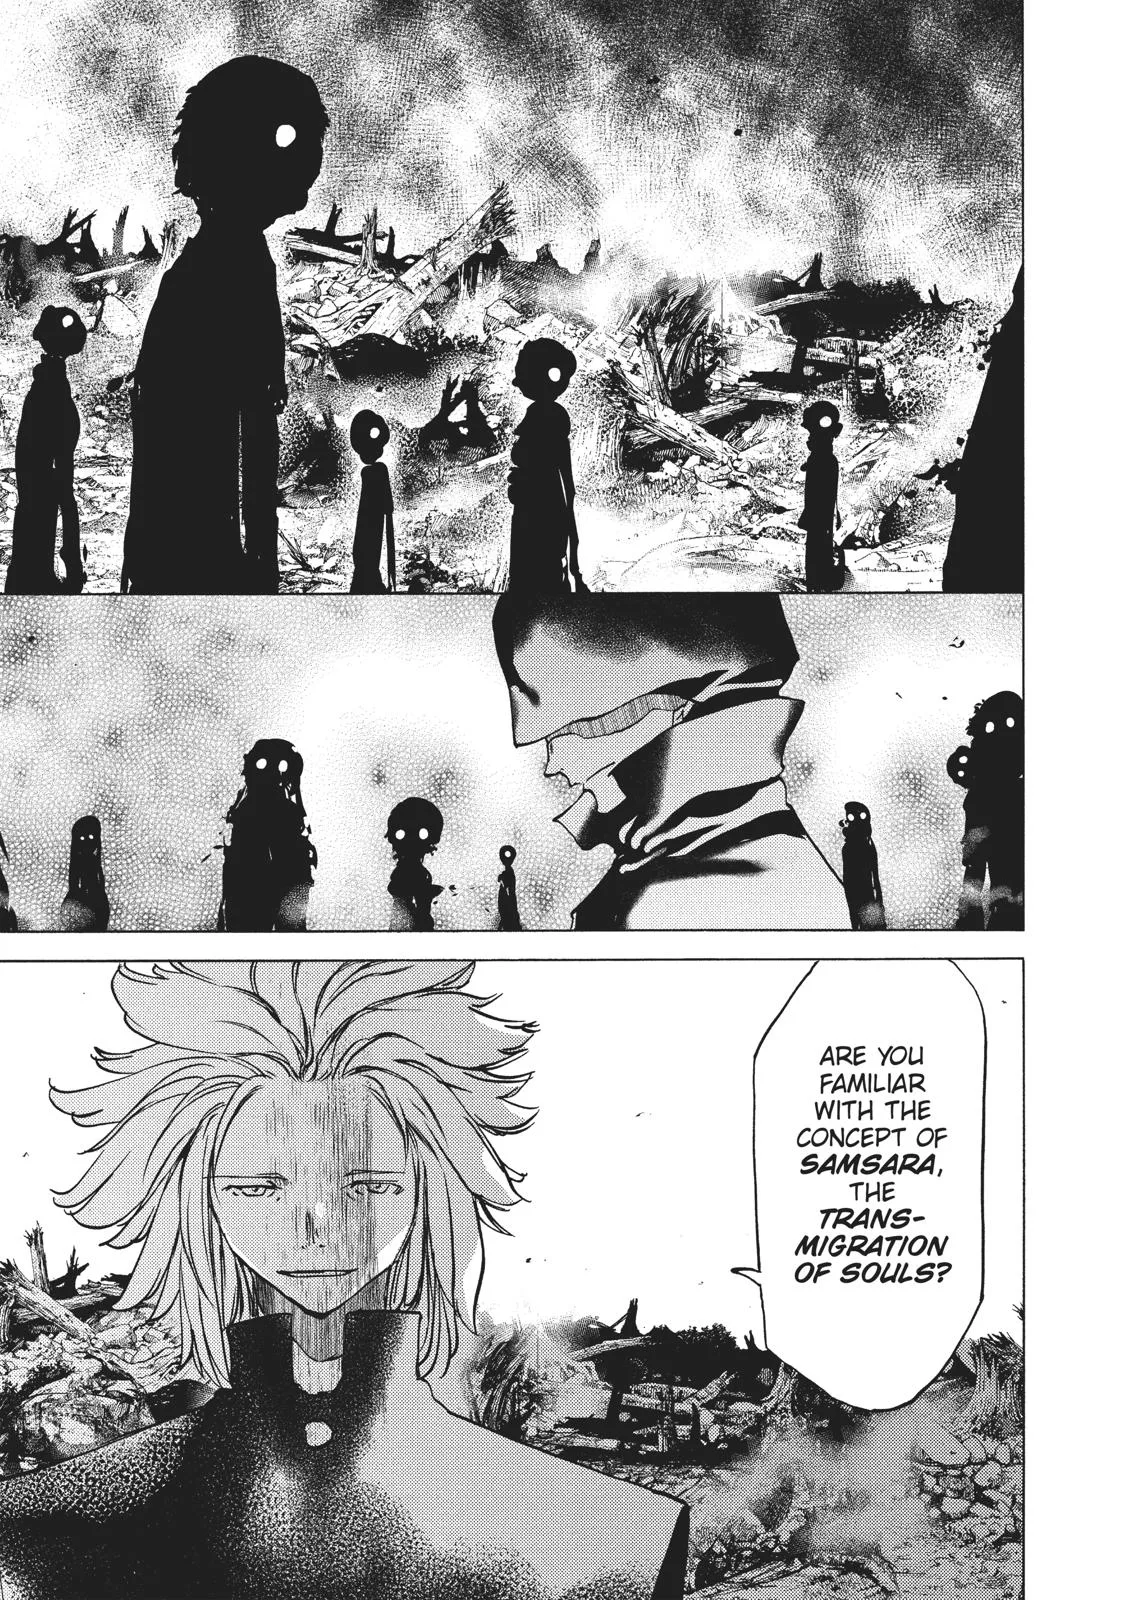 ARE YOU
FAMILIAR
WITH THE
CONCEPT OF
SAMSARA,
THE
TRANS-
MIGRATION
OF SOULS?